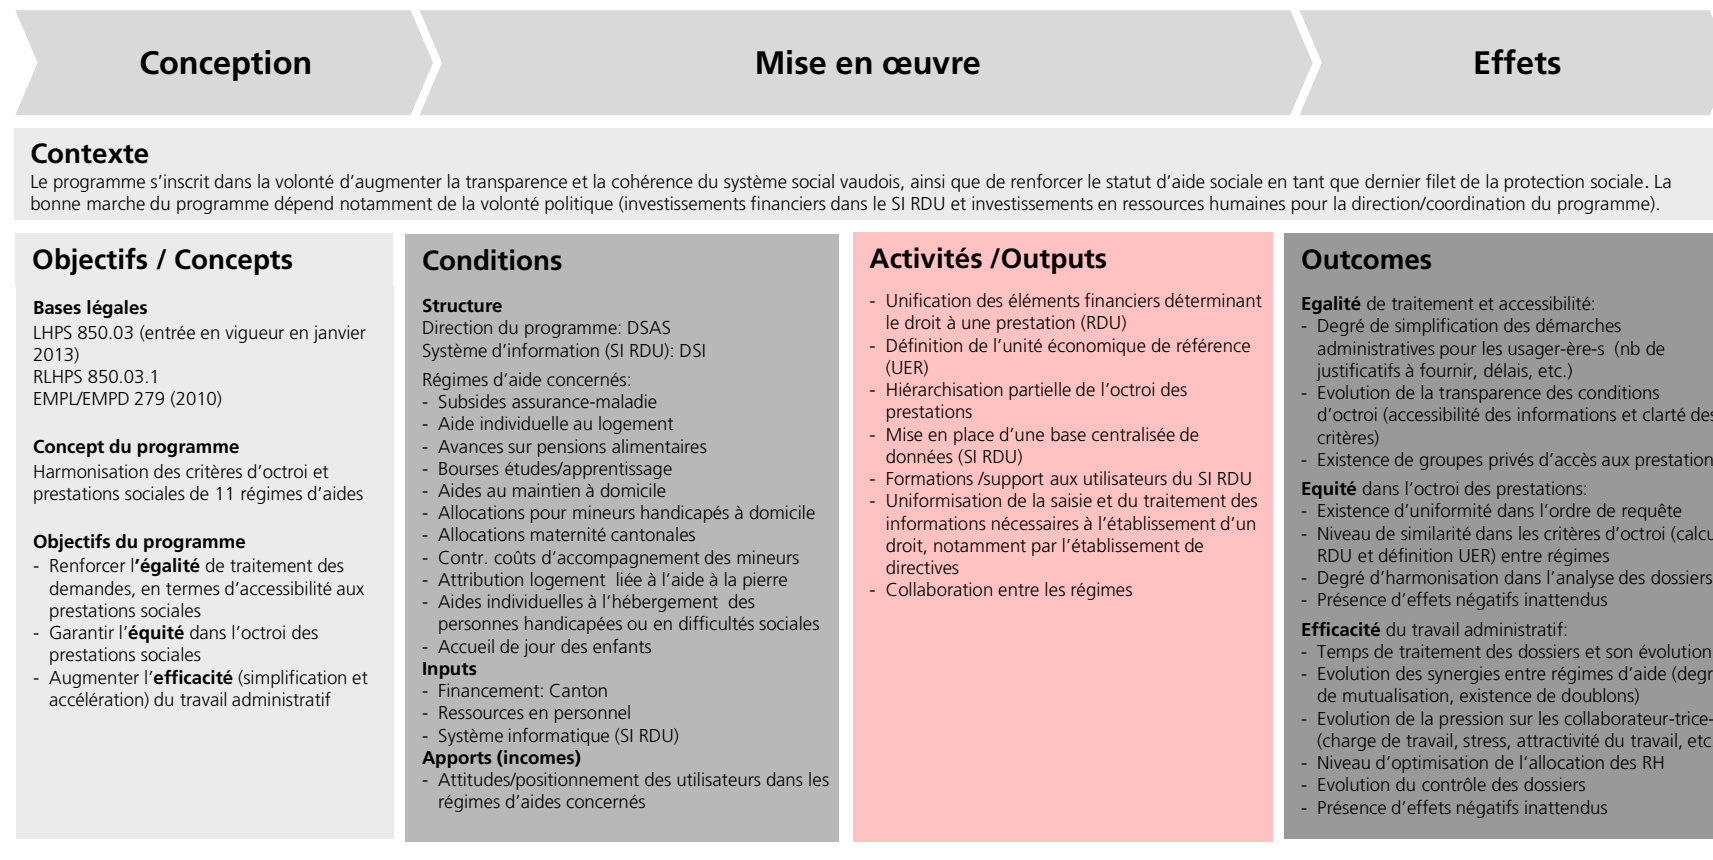 Conception
Mise en œuvre
Effets
Contexte
Le programme s’inscrit dans la volonté d’augmenter la transparence et la cohérence du système social vaudois, ainsi que de renforcer le statut d’aide sociale en tant que dernier filet de la protection sociale. La
bonne marche du programme dépend notamment de la volonté politique (investissements financiers dans le SI RDU et investissements en ressources humaines pour la direction/coordination du programme).
Objectifs / Concepts
Bases légales
LHPS 850.03 (entrée en vigueur en janvier
2013)
RLHPS 850.03.1
EMPL/EMPD 279 (2010)
Concept du programme
Harmonisation des critères d’octroi et
prestations sociales de 11 régimes d’aides
Objectifs du programme
- Renforcer l’égalité de traitement des
demandes, en termes d’accessibilité aux
prestations sociales
- Garantir l’équité dans l’octroi des
prestations sociales
- Augmenter l’efficacité (simplification et
accélération) du travail administratif
Conditions
Structure
Direction du programme: DSAS
Système d’information (SI RDU): DSI
Régimes d’aide concernés:
- Subsides assurance-maladie
- Aide individuelle au logement
- Avances sur pensions alimentaires
- Bourses études/apprentissage
- Aides au maintien à domicile
- Allocations pour mineurs handicapés à domicile
- Allocations maternité cantonales
- Contr. coûts d’accompagnement des mineurs
- Attribution logement liée à l’aide à la pierre
- Aides individuelles à l’hébergement des
personnes handicapées ou en difficultés sociales
- Accueil de jour des enfants
Inputs
- Financement: Canton
- Ressources en personnel
- Système informatique (SI RDU)
Apports (incomes)
- Attitudes/positionnement des utilisateurs dans les
régimes d’aides concernés
Activités /Outputs
- Unification des éléments financiers déterminant
le droit à une prestation (RDU)
- Définition de l’unité économique de référence
(UER)
- Hiérarchisation partielle de l’octroi des
prestations
- Mise en place d’une base centralisée de
données (SI RDU)
- Formations /support aux utilisateurs du SI RDU
- Uniformisation de la saisie et du traitement des
informations nécessaires à l’établissement d’un
droit, notamment par l’établissement de
directives
- Collaboration entre les régimes
Outcomes
Egalité de traitement et accessibilité:
- Degré de simplification des démarches
administratives pour les usager-ère-s (nb de
justificatifs à fournir, délais, etc.)
- Evolution de la transparence des conditions
d’octroi (accessibilité des informations et clarté des
critères)
- Existence de groupes privés d’accès aux prestation
Equité dans l’octroi des prestations:
- Existence d’uniformité dans l’ordre de requête
- Niveau de similarité dans les critères d’octroi (calcu
RDU et définition UER) entre régimes
- Degré d’harmonisation dans l’analyse des dossiers
- Présence d’effets négatifs inattendus
Efficacité du travail administratif:
- Temps de traitement des dossiers et son évolution
- Evolution des synergies entre régimes d’aide (degr
de mutualisation, existence de doublons)
- Evolution de la pression sur les collaborateur-trice-
(charge de travail, stress, attractivité du travail, etc
- Niveau d’optimisation de l’allocation des RH
- Evolution du contrôle des dossiers
- Présence d’effets négatifs inattendus